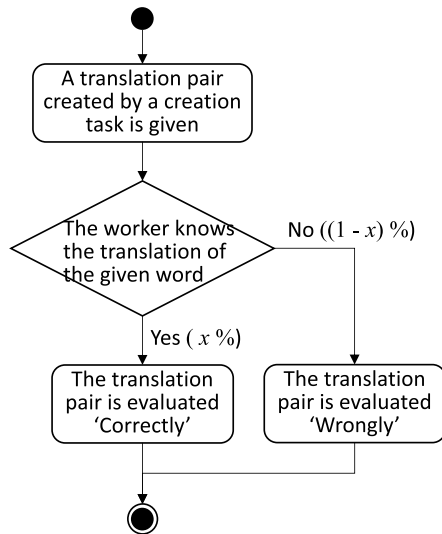 A translation pair
created by a creation
task is given
The worker knows
the translation of
the given word
No ((1 - x) %)
Yes ( x %)
The translation
pair is evaluated
‘Correctly’
The translation
pair is evaluated
‘Wrongly’